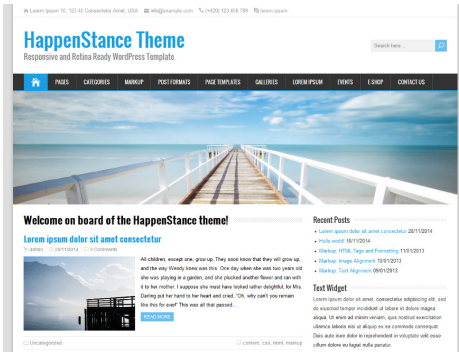 Lorem Ipsum 10, 123 40 Consectetur Amet, USA info@example.com (+420) 123 456 789 lorem.ipsum
HappenStance Theme
Responsive and Retina Ready WordPress Template
Search here...
PAGES CATEGORIES MARKUP POST FORMATS PAGE TEMPLATES GALLERIES LOREM IPSUM EVENTS E-SHOP CONTACT US
Welcome on board of the HappenStance theme!
Lorem ipsum dolor sit amet consectetur
admin 28/11/2014 0 Comments
All children, except one, grow up. They soon know that they will grow up,
and the way Wendy knew was this. One day when she was two years old
she was playing in a garden, and she plucked another flower and ran with
it to her mother. I suppose she must have looked rather delightful, for Mrs.
Darling put her hand to her heart and cried, "Oh, why can't you remain
like this for ever!" This was all that passed...
READ MORE
Uncategorized content, css, html, markup
Recent Posts
Lorem ipsum dolor sit amet consectetur 28/11/2014
Hello world! 18/11/2014
Markup: HTML Tags and Formatting 11/01/2013
Markup: Image Alignment 10/01/2013
Markup: Text Alignment 09/01/2013
Text Widget
Lorem ipsum dolor sit amet, consectetur adipisicing elit, sed
do eiusmod tempor incididunt ut labore et dolore magna
aliqua. Ut enim ad minim veniam, quis nostrud exercitation
ullamco laboris nisi ut aliquip ex ea commodo consequat.
Duis aute irure dolor in reprehenderit in voluptate velit esse
cillum dolore eu fugiat nulla pariatur.